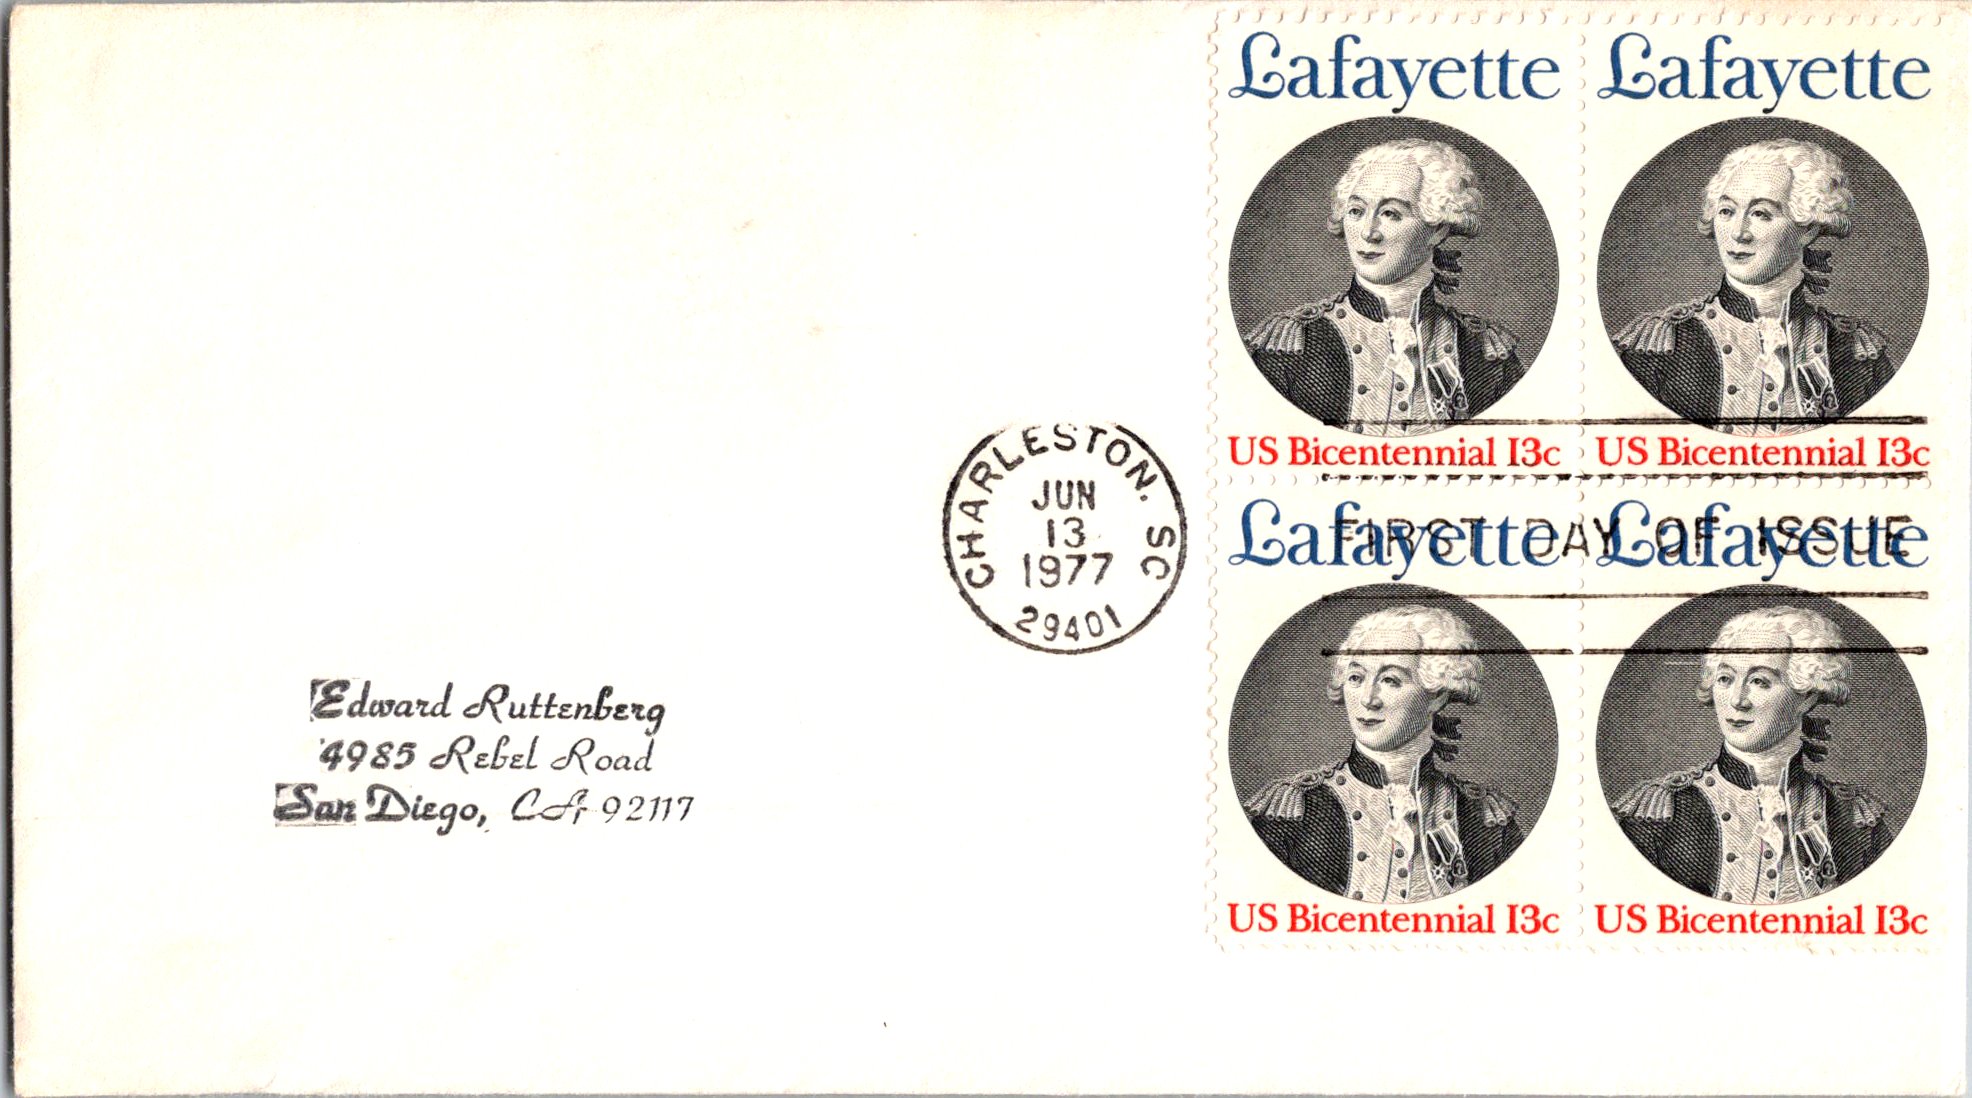 Lafayette Lafayette
US Bicentennial 13c US Bicentennial 13c
CHARLESTON, SC
JUN
13
1977
29401
Lafayette Lafayette
FIRST DAY OF ISSUE
US Bicentennial 13c US Bicentennial 13c
Edward Ruttenberg
4985 Rebel Road
San Diego, CA 92117